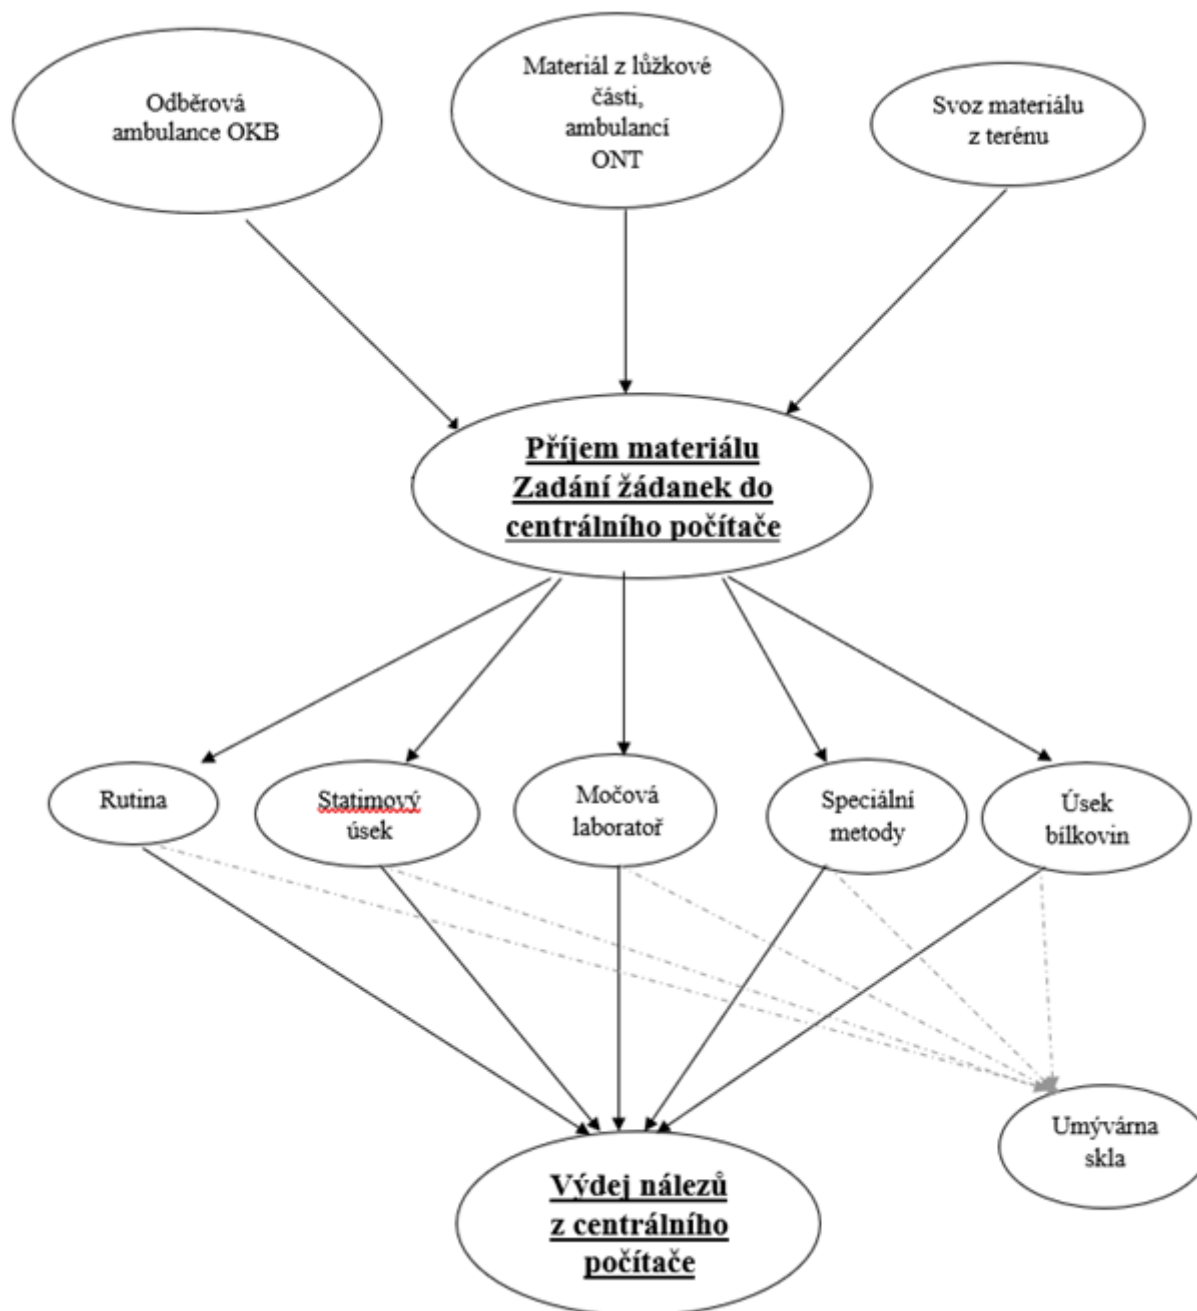 Odběrová
ambulance OKB
Materiál z lůžkové
části,
ambulancí
ONT
Svoz materiálu
z terénu
Příjem materiálu
Zadání žádanek do
centrálního počítače
Rutina
Statimový
úsek
Močová
laboratoř
Speciální
metody
Úsek
bílkovin
Umývárna
skla
Výdej nálezů
z centrálního
počítače